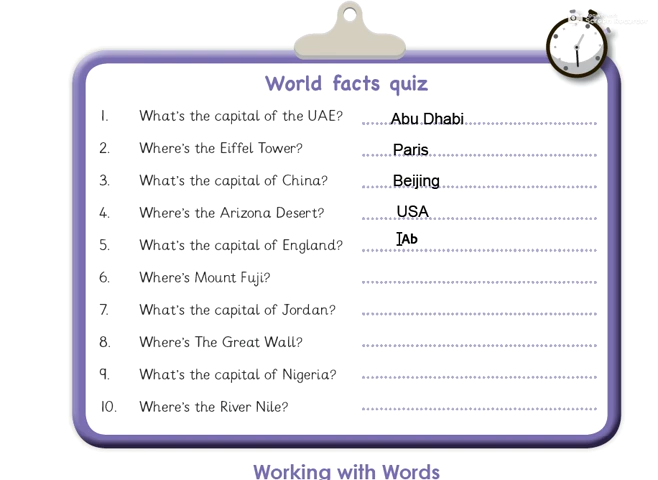 World facts quiz
1. What's the capital of the UAE? Abu Dhabi
2. Where's the Eiffel Tower? Paris
3. What's the capital of China? Beijing
4. Where's the Arizona Desert? USA
5. What's the capital of England? Ab
6. Where's Mount Fuji?
7. What's the capital of Jordan?
8. Where's The Great Wall?
9. What's the capital of Nigeria?
10. Where's the River Nile?
Working with Words